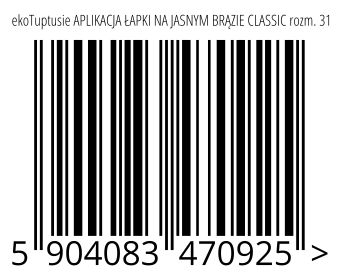 ekoTuptusie APLIKACJA ŁAPKI NA JASNYM BRĄZIE CLASSIC rozm. 31
5 904083 470925 >